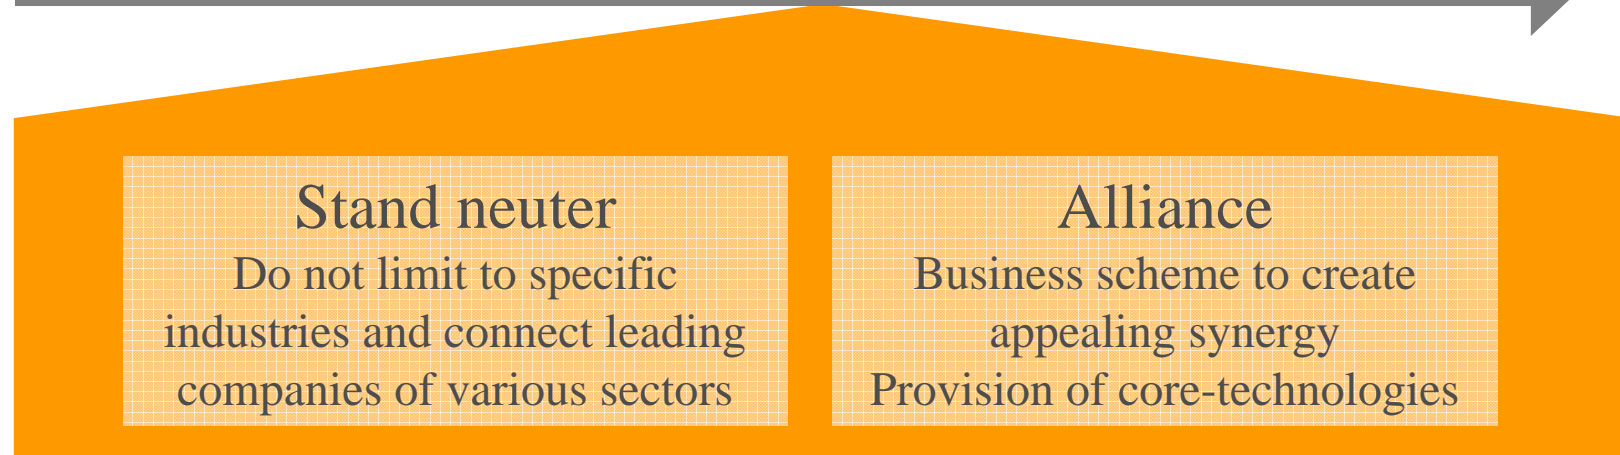 Stand neuter
Do not limit to specific
industries and connect leading
companies of various sectors
Alliance
Business scheme to create
appealing synergy
Provision of core-technologies